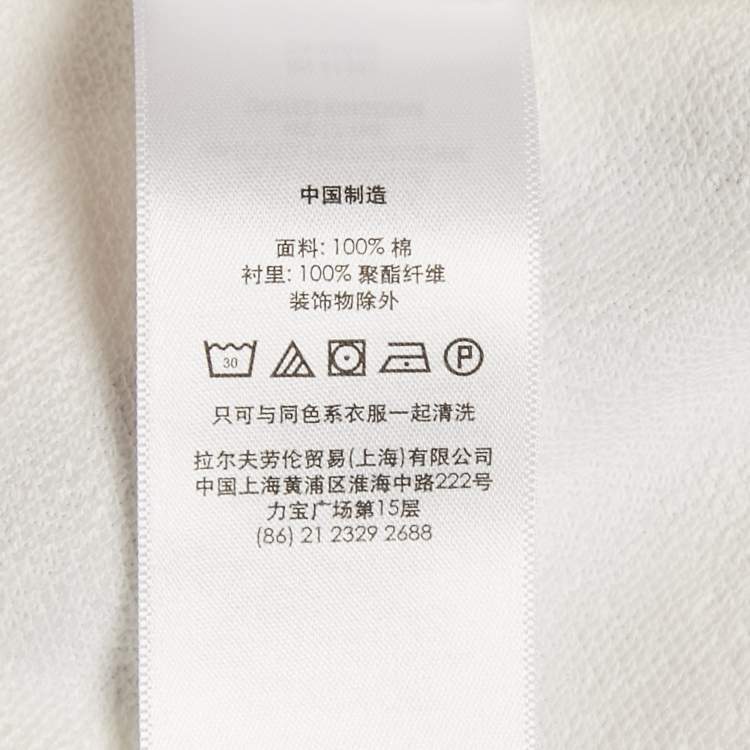 中国制造
面料: 100% 棉
衬里: 100% 聚酯纤维
装饰物除外
30 P
只可与同色系衣服一起清洗
拉尔夫劳伦贸易(上海)有限公司
中国上海黄浦区淮海中路222号
力宝广场第15层
(86) 21 2329 2688